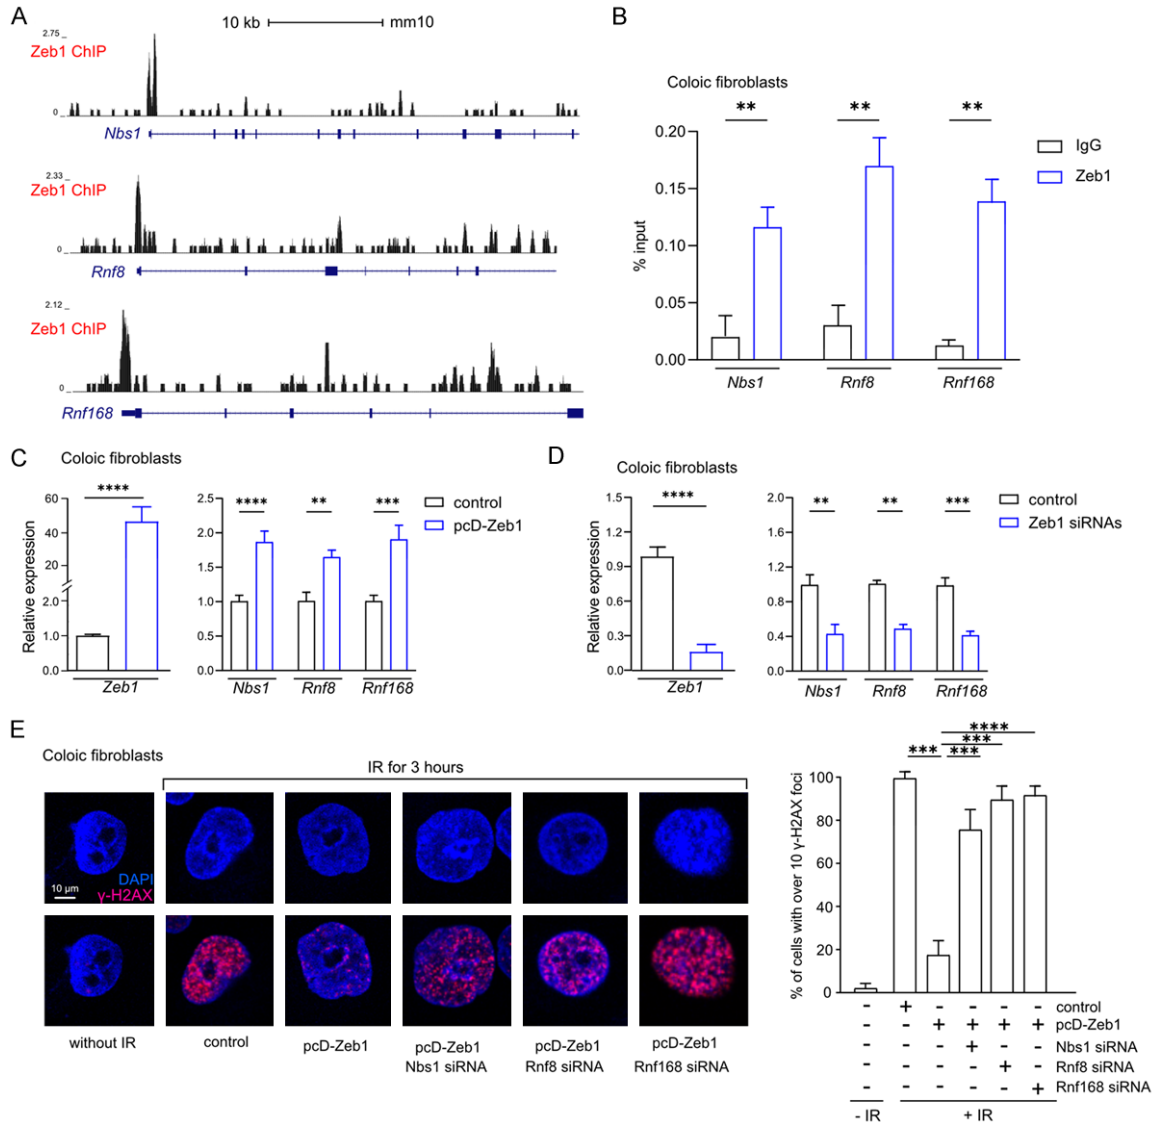 A
10 kb
mm10
2.75
Zeb1 ChIP
0
Nbs1
2.33
Zeb1 ChIP
0
Rnf8
2.12
Zeb1 ChIP
0
Rnf168
B
Coloic fibroblasts
** ** **
IgG
Zeb1
% input
0.20
0.15
0.10
0.05
0.00
Nbs1 Rnf8 Rnf168
C
Coloic fibroblasts
Relative expression
60
40
20
2.0
1.0
0.0
****
Zeb1
2.5
2.0
1.5
1.0
0.5
0.0
**** ** ***
Nbs1 Rnf8 Rnf168
control
pcD-Zeb1
D
Coloic fibroblasts
Relative expression
1.5
1.2
0.9
0.6
0.3
0.0
****
Zeb1
2.0
1.6
1.2
0.8
0.4
0.0
** ** ***
Nbs1 Rnf8 Rnf168
control
Zeb1 siRNAs
E
Coloic fibroblasts
IR for 3 hours
DAPI
10 μm
γ-H2AX
without IR
control
pcD-Zeb1
pcD-Zeb1
Nbs1 siRNA
pcD-Zeb1
Rnf8 siRNA
pcD-Zeb1
Rnf168 siRNA
% of cells with over 10 γ-H2AX foci
100
80
60
40
20
0
****
***
*** ***
- + - - - - control
- - + + + + pcD-Zeb1
- - - + - - Nbs1 siRNA
- - - - + - Rnf8 siRNA
- - - - - + Rnf168 siRNA
- IR
+ IR